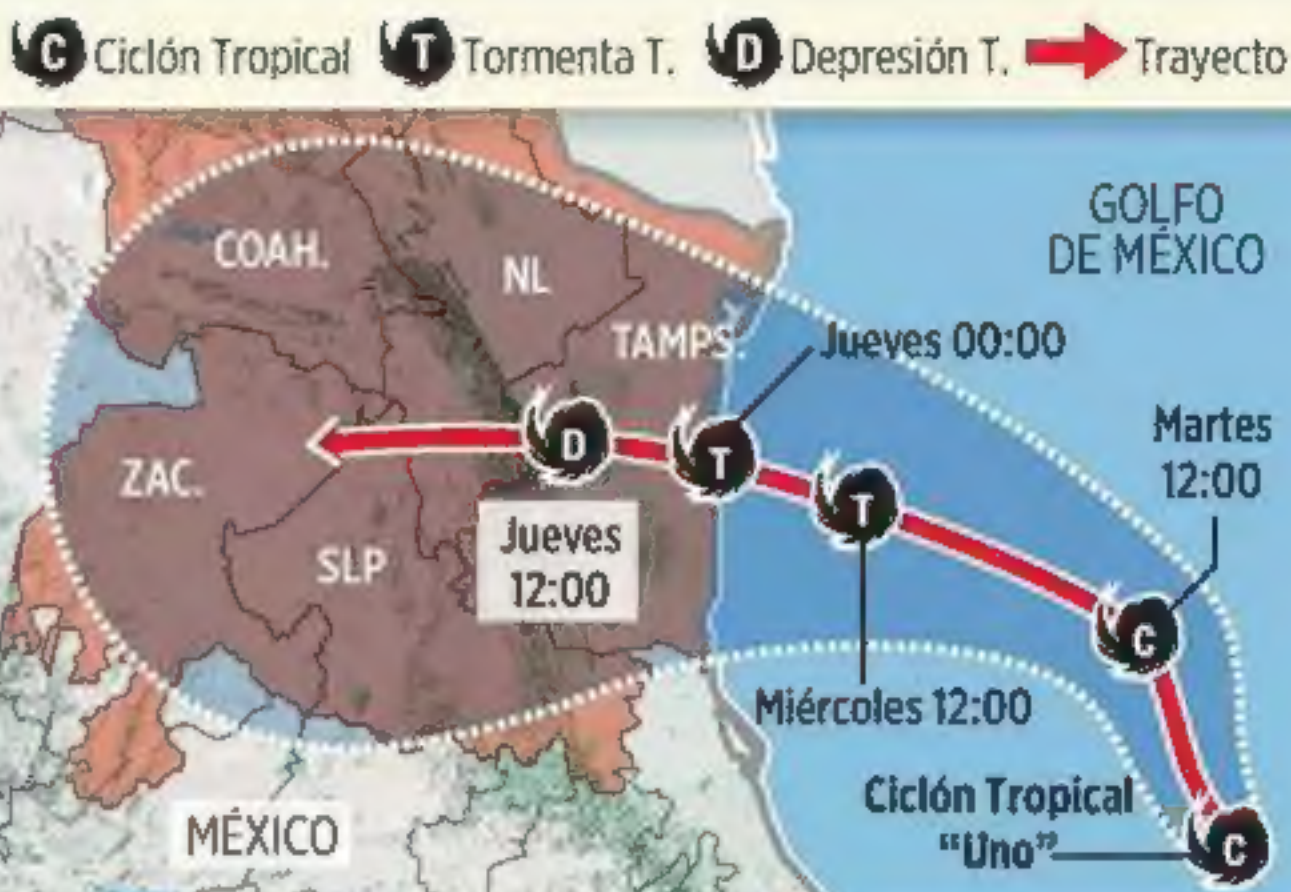 C Ciclón Tropical T Tormenta T. D Depresión T. Trayecto
GOLFO
DE MÉXICO
COAH.
NL
TAMPS.
Jueves 00:00
Martes
12:00
ZAC.
D
T
T
SLP
Jueves
12:00
C
Miércoles 12:00
Ciclón Tropical
"Uno"
C
MÉXICO